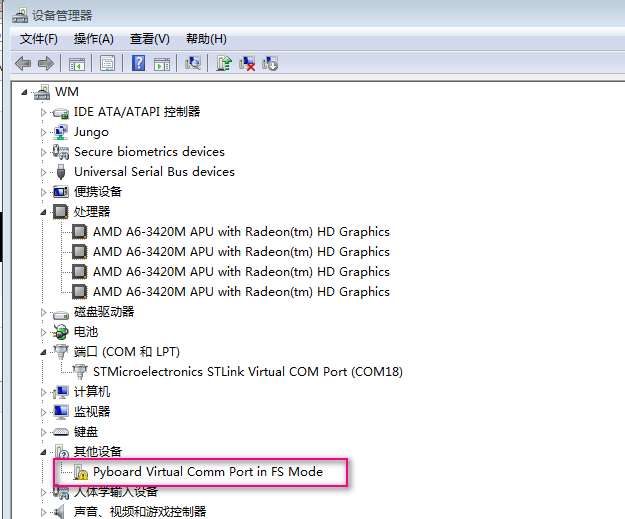 设备管理器
文件(F) 操作(A) 查看(V) 帮助(H)
WM
IDE ATA/ATAPI 控制器
Jungo
Secure biometrics devices
Universal Serial Bus devices
便携设备
处理器
AMD A6-3420M APU with Radeon(tm) HD Graphics
AMD A6-3420M APU with Radeon(tm) HD Graphics
AMD A6-3420M APU with Radeon(tm) HD Graphics
AMD A6-3420M APU with Radeon(tm) HD Graphics
磁盘驱动器
电池
端口 (COM 和 LPT)
STMicroelectronics STLink Virtual COM Port (COM18)
计算机
监视器
键盘
其他设备
Pyboard Virtual Comm Port in FS Mode
人体学输入设备
声音、视频和游戏控制器